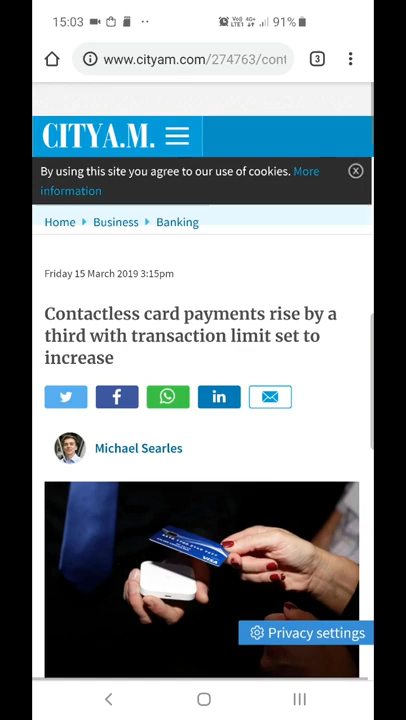 15:03 91%
www.cityam.com/274763/cont 3
CITYA.M.
By using this site you agree to our use of cookies. More
information
Home Business Banking
Friday 15 March 2019 3:15pm
Contactless card payments rise by a
third with transaction limit set to
increase
Michael Searles
VISA
Privacy settings